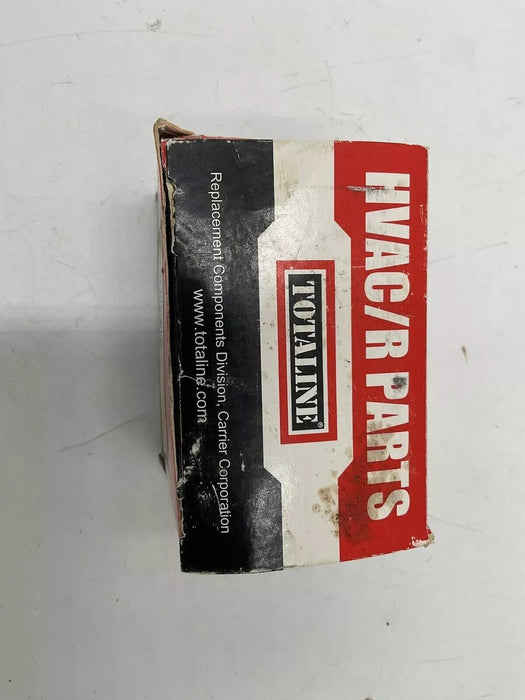 HVAC/R PARTS
TOTALINE®
Replacement Components Division, Carrier Corporation
www.totaline.com